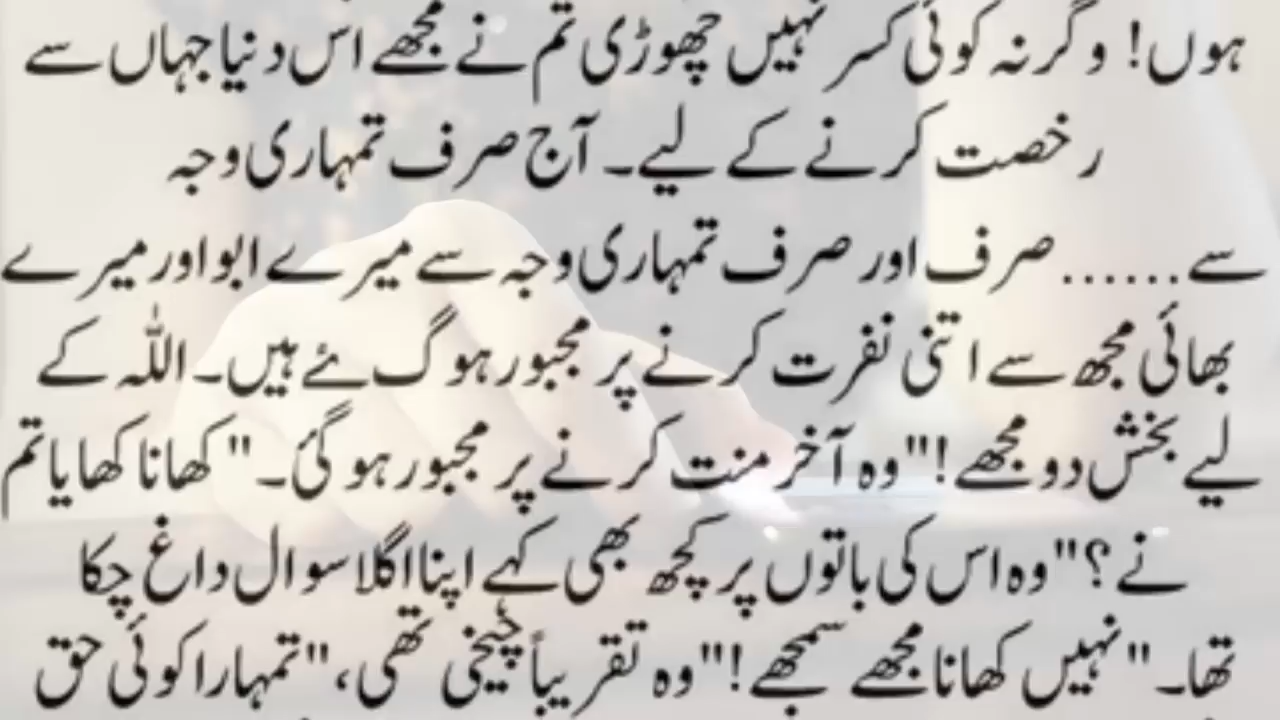 ہوں! وگرنہ کوئی کسر نہیں چھوڑی تم نے مجھے اس دنیا جہاں سے
رخصت کرنے کے لیے۔ آج صرف تمہاری وجہ
سے...... صرف اور صرف تمہاری وجہ سے میرے ابو اور میرے
بھائی مجھ سے اتنی نفرت کرنے پر مجبور ہو گئے ہیں۔ اللہ کے
لیے بخش دو مجھے!" وہ آخر منت کرنے پر مجبور ہو گئی۔ "کھانا کھایا تم
نے؟" وہ اس کی باتوں پر کچھ بھی کہے اپنا اگلا سوال داغ چکا
تھا۔ "نہیں کھانا مجھے سمجھے!" وہ تقریباً چیخی تھی، "تمہارا کوئی حق